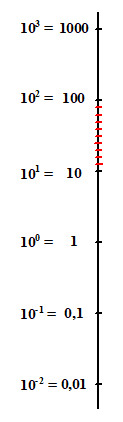 10³ = 1000
10² = 100
10¹ = 10
10⁰ = 1
10⁻¹ = 0,1
10⁻² = 0,01